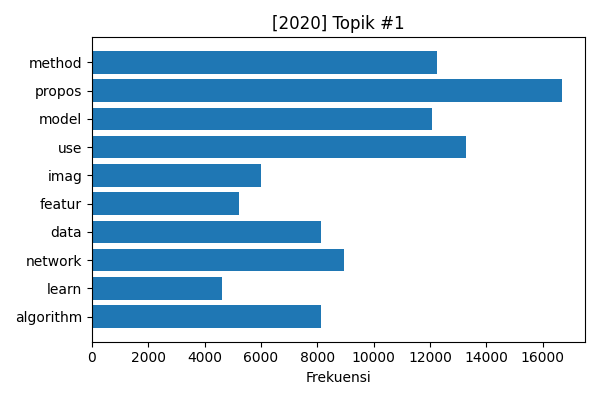 [2020] Topik #1
method
propos
model
use
imag
featur
data
network
learn
algorithm
0 2000 4000 6000 8000 10000 12000 14000 16000
Frekuensi